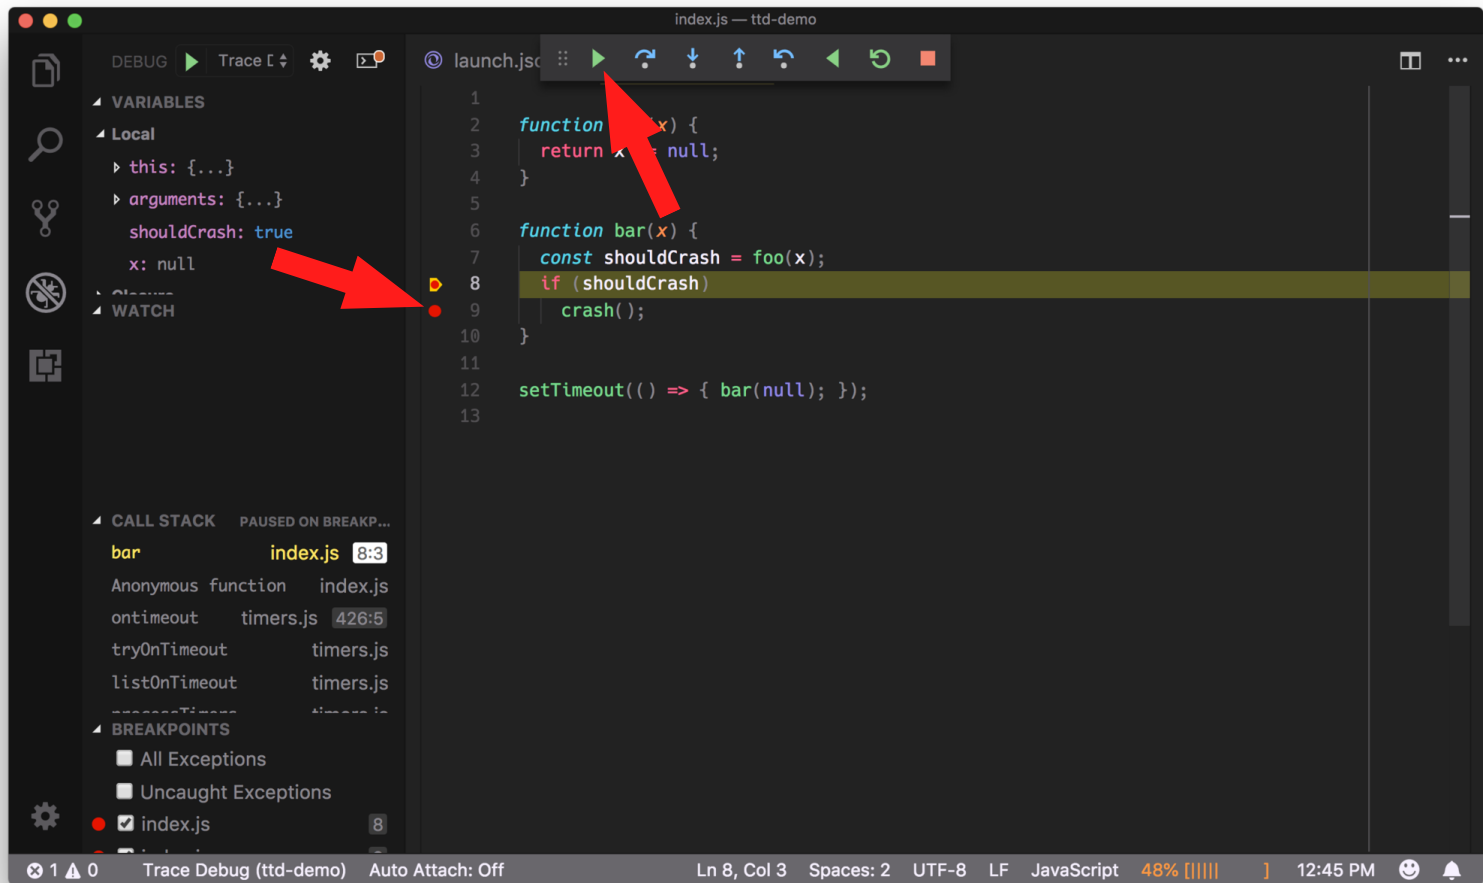 index.js — ttd-demo
DEBUG Trace
launch.jso
VARIABLES
Local
this: {...}
arguments: {...}
shouldCrash: true
x: null
WATCH
CALL STACK PAUSED ON BREAKP...
bar index.js 8:3
Anonymous function index.js
ontimeout timers.js 426:5
tryOnTimeout timers.js
listOnTimeout timers.js
BREAKPOINTS
All Exceptions
Uncaught Exceptions
index.js 8
1
2 function x) {
3 return x = null;
4 }
5
6 function bar(x) {
7 const shouldCrash = foo(x);
8 if (shouldCrash)
9 crash();
10 }
11
12 setTimeout(() => { bar(null); });
13
1 0 Trace Debug (ttd-demo) Auto Attach: Off Ln 8, Col 3 Spaces: 2 UTF-8 LF JavaScript 48% [||||| ] 12:45 PM